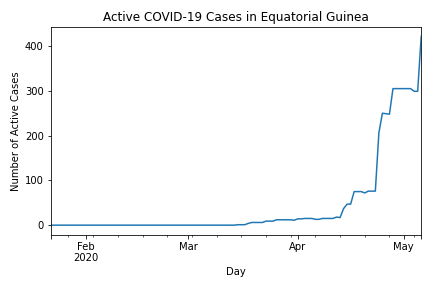 Active COVID-19 Cases in Equatorial Guinea
Number of Active Cases
400
300
200
100
0
Feb
2020
Mar
Apr
May
Day